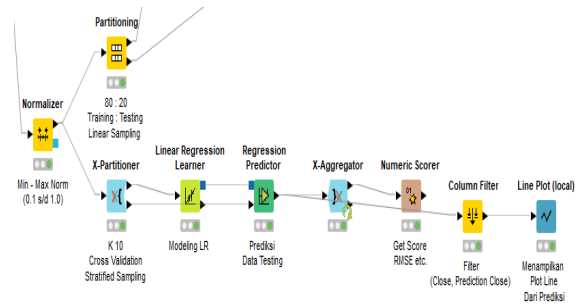 Partitioning
80 : 20
Training : Testing
Linear Sampling
Normalizer
Min - Max Norm
(0.1 s/d 1.0)
X-Partitioner
K 10
Cross Validation
Stratified Sampling
Linear Regression
Learner
Modeling LR
Regression
Predictor
Prediksi
Data Testing
X-Aggregator
Numeric Scorer
Get Score
RMSE etc.
Column Filter
Filter
(Close, Prediction Close)
Line Plot (local)
Menampilkan
Plot Line
Dari Prediksi